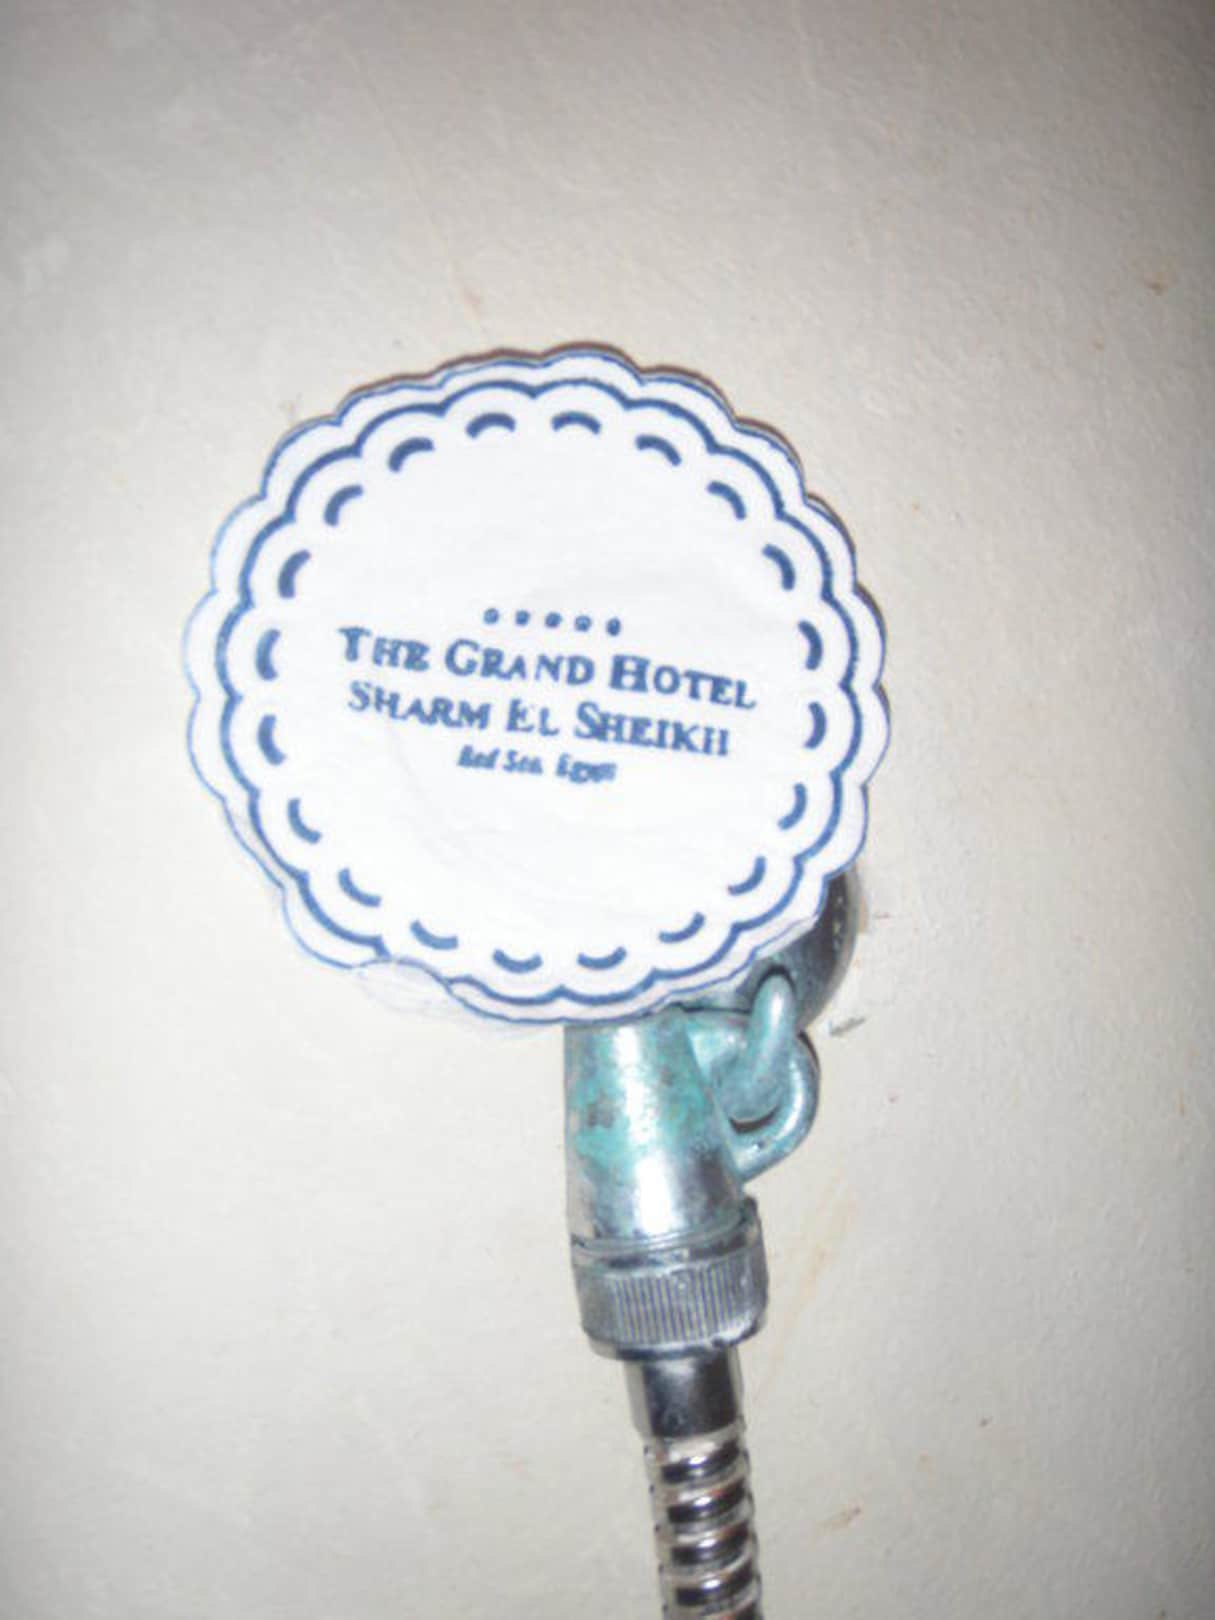 THE GRAND HOTEL
SHARM EL SHEIKH
Red Sea, Egypt